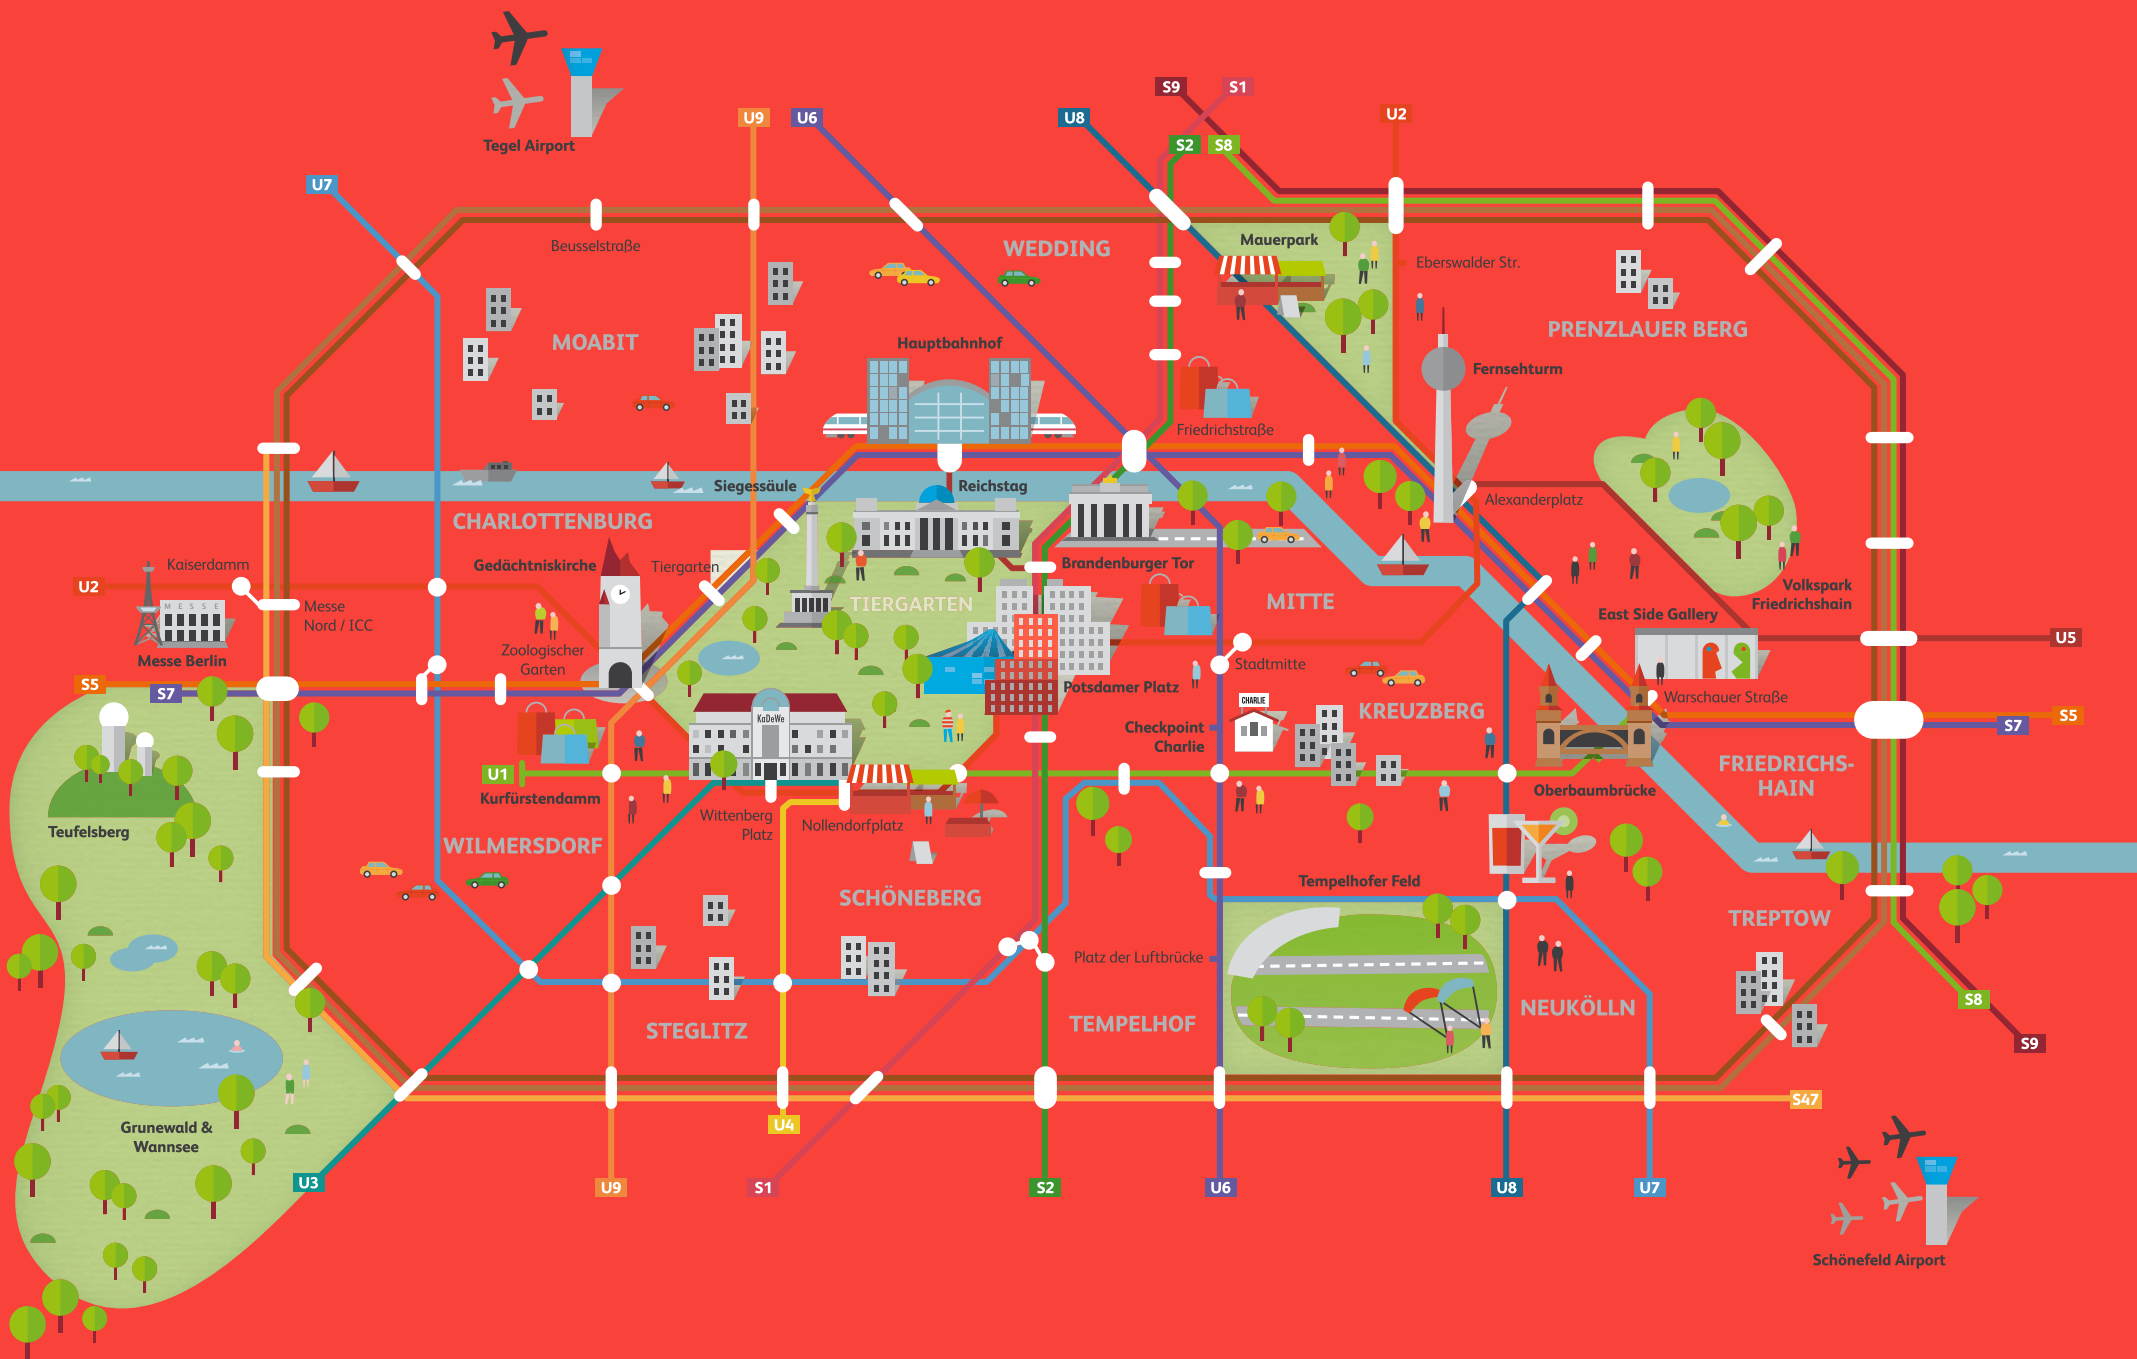 Tegel Airport
U9
U6
U8
S9
S1
S2
S8
U2
U7
Beusselstraße
WEDDING
Mauerpark
Eberswalder Str.
MOABIT
Hauptbahnhof
PRENZLAUER BERG
Fernsehturm
Friedrichstraße
Siegessäule
Reichstag
Alexanderplatz
CHARLOTTENBURG
Kaiserdamm
Gedächtniskirche
Tiergarten
Brandenburger Tor
U2
MESSE
Messe
Nord / ICC
TIERGARTEN
MITTE
Volkspark
Friedrichshain
East Side Gallery
U5
Messe Berlin
Zoologischer
Garten
Stadtmitte
S5
S7
Potsdamer Platz
CHARLIE
Warschauer Straße
KREUZBERG
S5
S7
KaDeWe
Checkpoint
Charlie
U1
Kurfürstendamm
FRIEDRICHS-
HAIN
Oberbaumbrücke
Teufelsberg
Wittenberg
Platz
Nollendorfplatz
WILMERSDORF
SCHÖNEBERG
Tempelhofer Feld
TREPTOW
Platz der Luftbrücke
STEGLITZ
TEMPELHOF
NEUKÖLLN
S8
S9
Grunewald &
Wannsee
U4
S47
U3
U9
S1
S2
U6
U8
U7
Schönefeld Airport